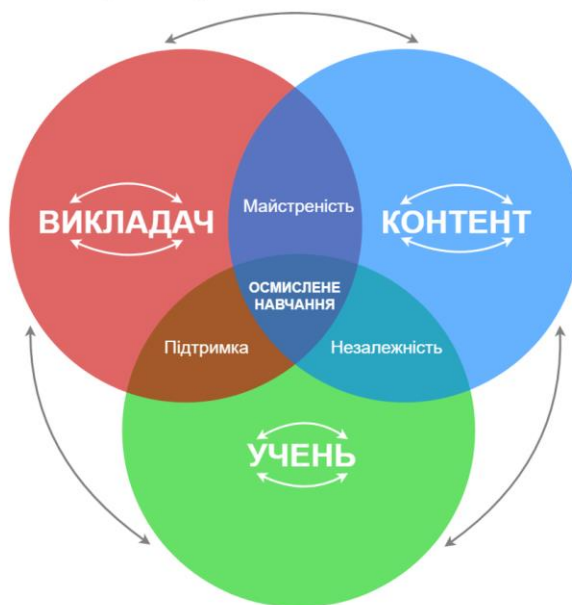 Майстреність
ВИКЛАДАЧ
КОНТЕНТ
ОСМИСЛЕНЕ
НАВЧАННЯ
Підтримка
Незалежність
УЧЕНЬ